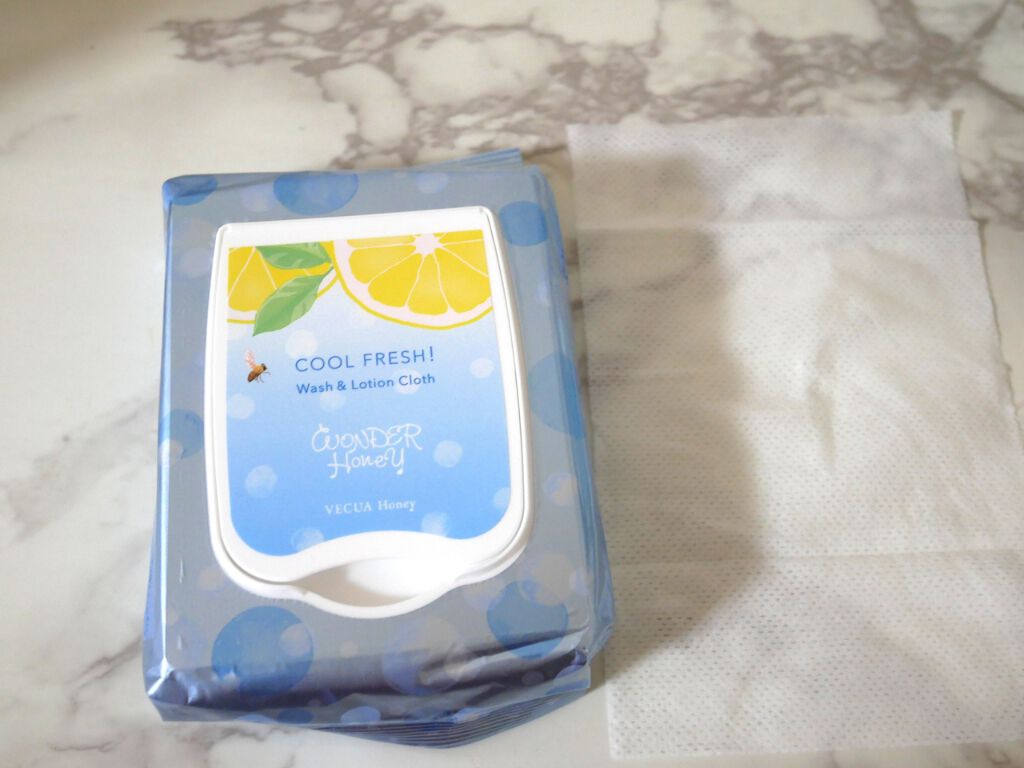 COOL FRESH!
Wash & Lotion Cloth
WONDER
Honey
VECUA Honey